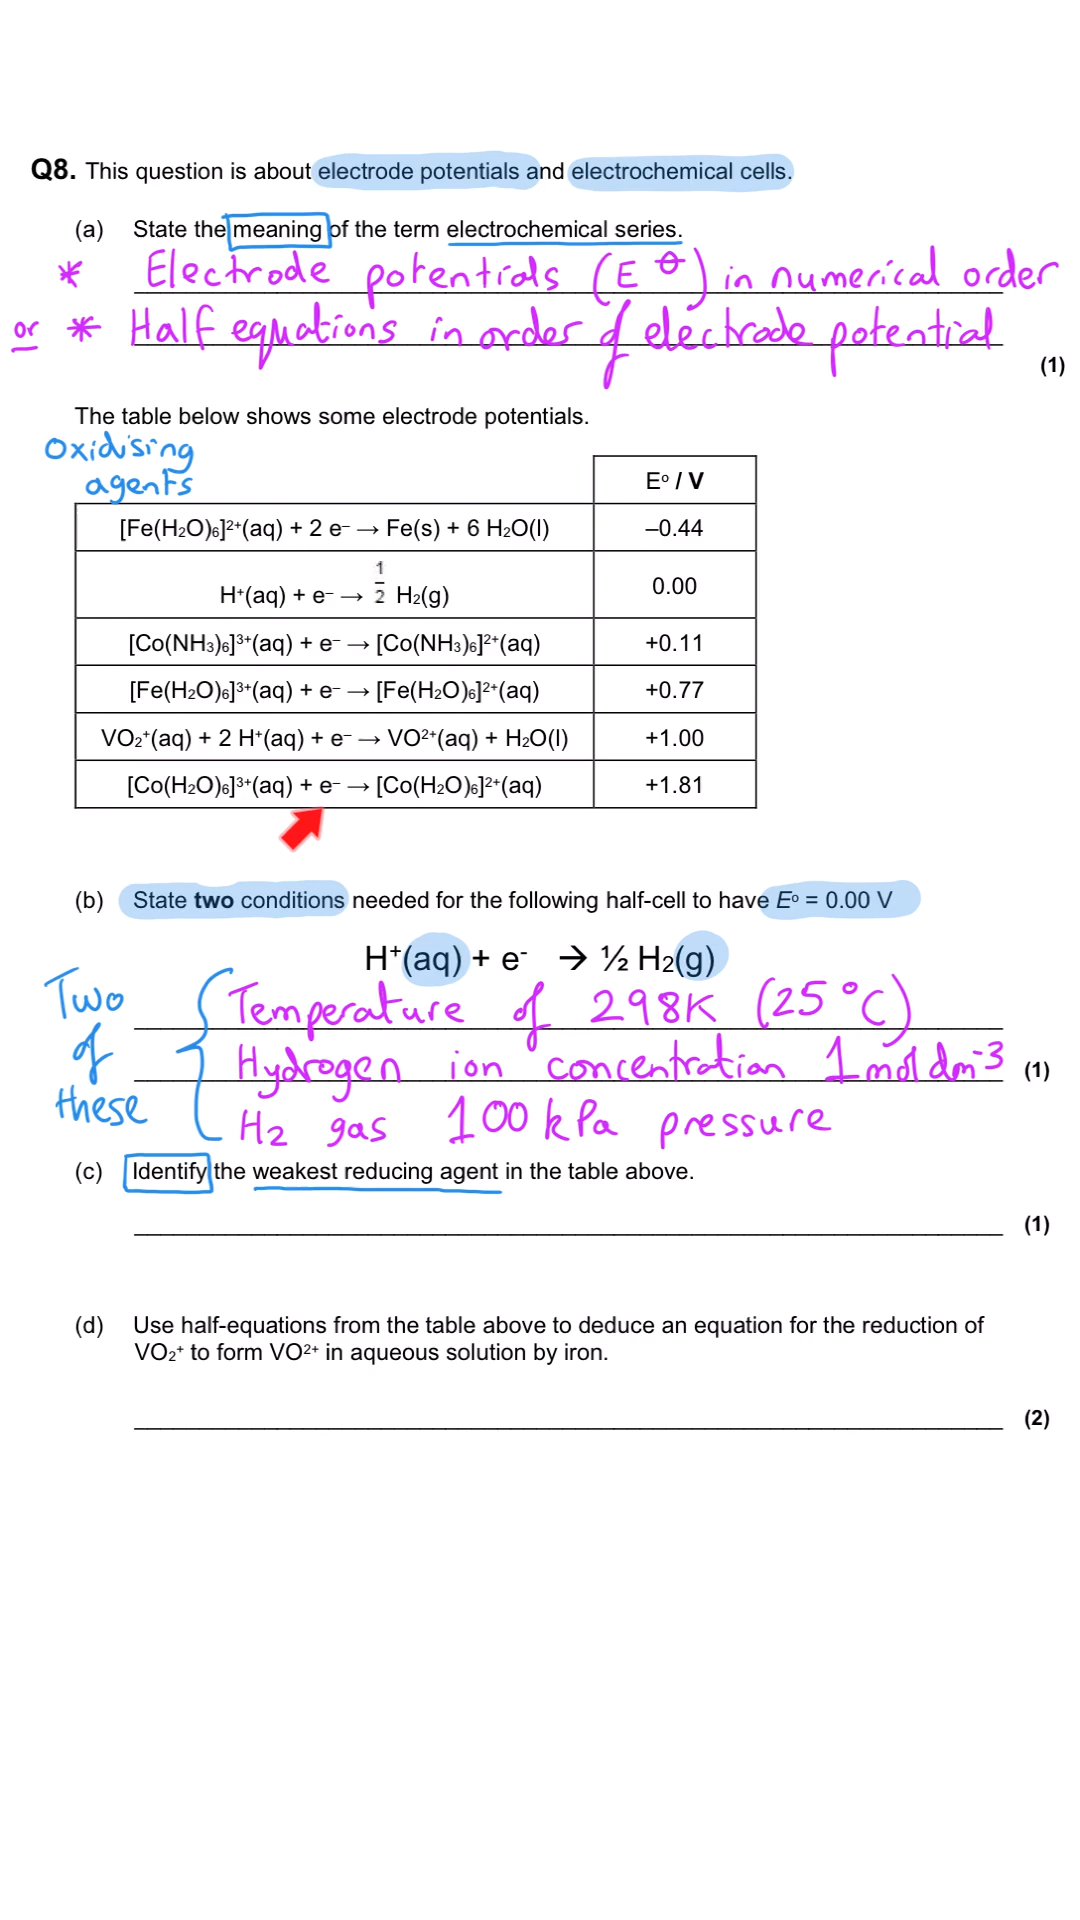 Q8. This question is about electrode potentials and electrochemical cells.
(a) State the meaning of the term electrochemical series.
* Electrode potentials (E⊖) in numerical order
or * Half equations in order of electrode potential
(1)
The table below shows some electrode potentials.
Oxidising
agents
Eº / V
[Fe(H₂O)₆]²⁺(aq) + 2 e⁻ → Fe(s) + 6 H₂O(l) –0.44
H⁺(aq) + e⁻ → 1/2 H₂(g) 0.00
[Co(NH₃)₆]³⁺(aq) + e⁻ → [Co(NH₃)₆]²⁺(aq) +0.11
[Fe(H₂O)₆]³⁺(aq) + e⁻ → [Fe(H₂O)₆]²⁺(aq) +0.77
VO₂⁺(aq) + 2 H⁺(aq) + e⁻ → VO²⁺(aq) + H₂O(l) +1.00
[Co(H₂O)₆]³⁺(aq) + e⁻ → [Co(H₂O)₆]²⁺(aq) +1.81
(b) State two conditions needed for the following half-cell to have Eº = 0.00 V
H⁺(aq) + e⁻ → ½ H₂(g)
Two of these
Temperature of 298K (25°C)
Hydrogen ion concentration 1 mol dm⁻³ (1)
H₂ gas 100 kPa pressure
(c) Identify the weakest reducing agent in the table above.
(1)
(d) Use half-equations from the table above to deduce an equation for the reduction of
VO₂⁺ to form VO²⁺ in aqueous solution by iron.
(2)